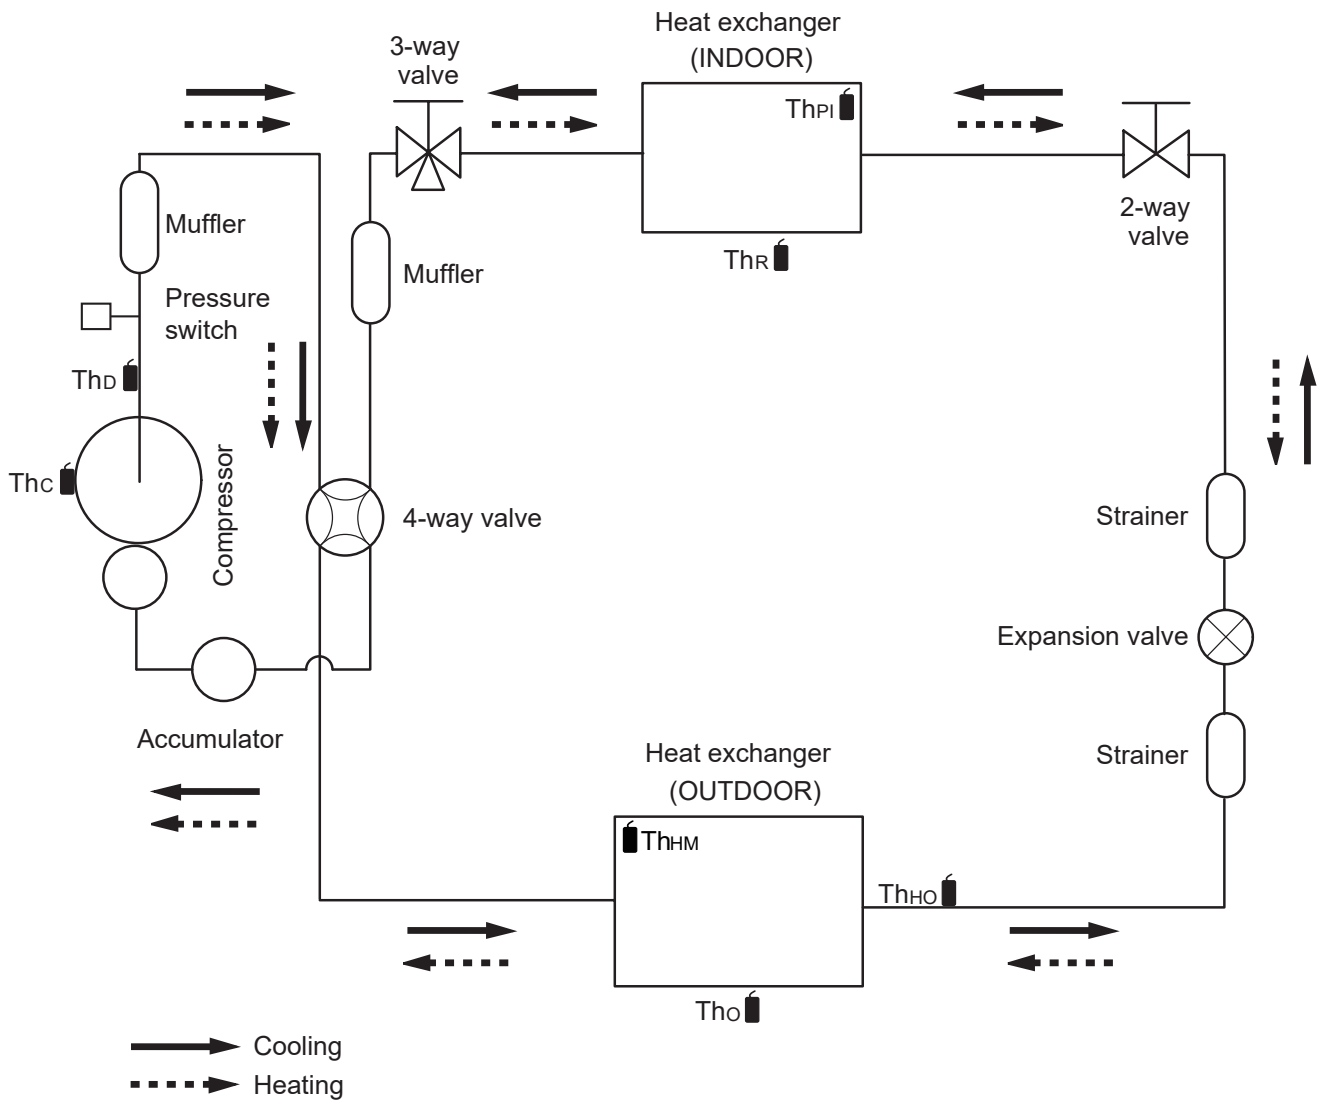 Heat exchanger
(INDOOR)
3-way
valve
ThPI
Muffler
2-way
valve
ThR
Muffler
Pressure
switch
ThD
ThC
Compressor
4-way valve
Strainer
Expansion valve
Accumulator
Strainer
Heat exchanger
(OUTDOOR)
ThHM
ThHO
ThO
Cooling
Heating